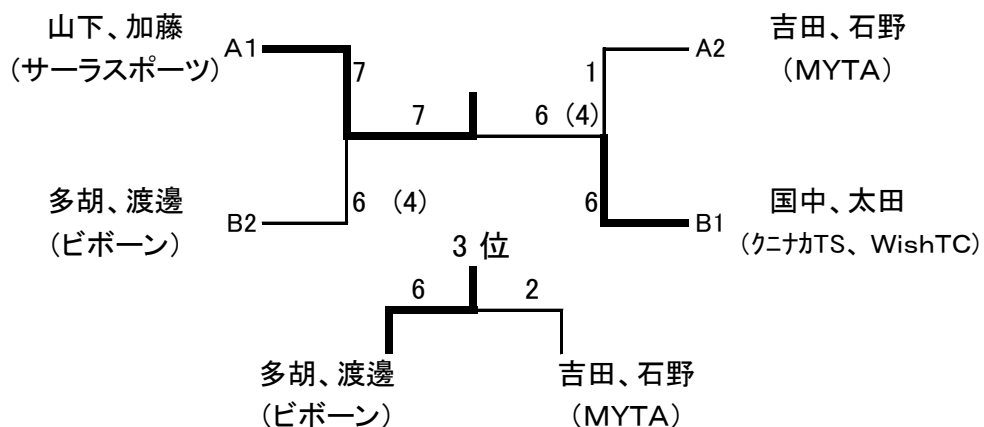 山下、加藤
(サーラスポーツ)
A1
7
7
6 (4)
1
A2
吉田、石野
(MYTA)
多胡、渡邊
(ビボーン)
B2
6 (4)
6
B1
国中、太田
(ｸﾆﾅｶTS、WishTC)
3 位
6
2
多胡、渡邊
(ビボーン)
吉田、石野
(MYTA)